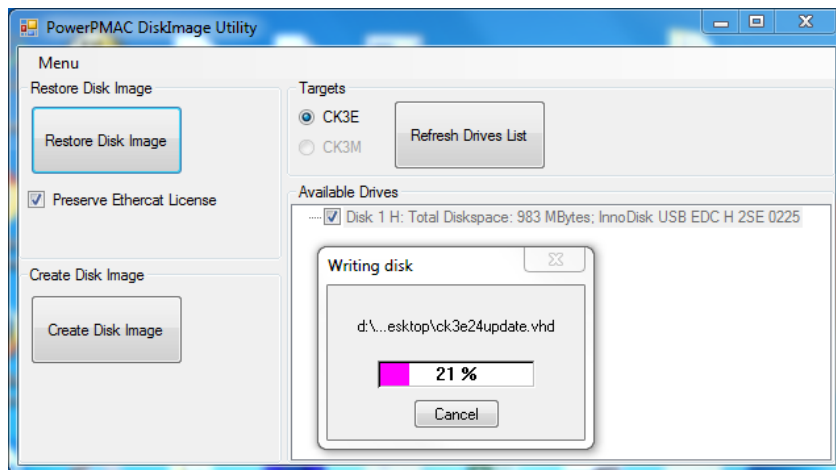 PowerPMAC DiskImage Utility
Menu
Restore Disk Image
Restore Disk Image
Preserve Ethercat License
Create Disk Image
Create Disk Image
Targets
CK3E
CK3M
Refresh Drives List
Available Drives
Disk 1 H: Total Diskspace: 983 MBytes; InnoDisk USB EDC H 2SE 0225
Writing disk
d:\...esktop\ck3e24update.vhd
21 %
Cancel